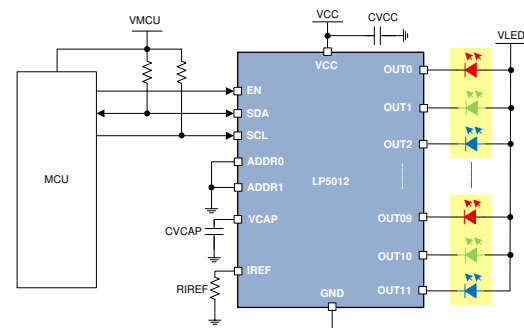 VMCU
VCC
CVCC
VLED
VCC
OUT0
EN
OUT1
SDA
SCL
OUT2
ADDR0
MCU
ADDR1
LP5012
VCAP
OUT09
CVCAP
OUT10
IREF
RIREF
GND
OUT11